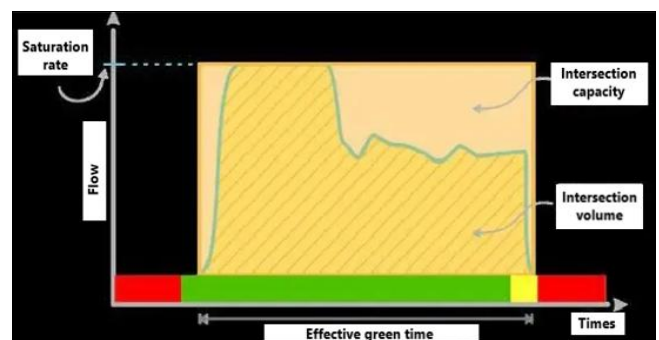 Saturation
rate
Intersection
capacity
Flow
Intersection
volume
Times
Effective green time